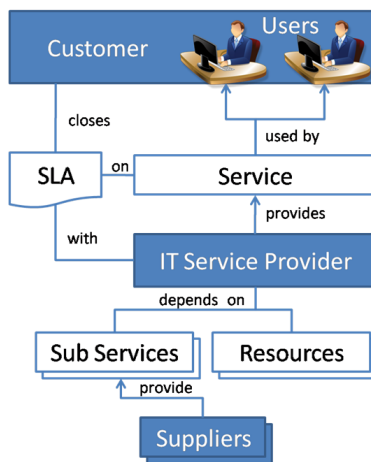 Users
Customer
closes
used by
SLA
on
Service
provides
with
IT Service Provider
depends on
Sub Services
Resources
provide
Suppliers